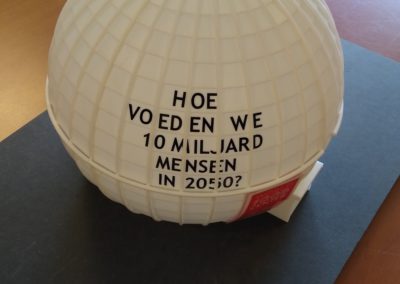 HOE
VOEDEN WE
10 MILJARD
MENSEN
IN 2050?